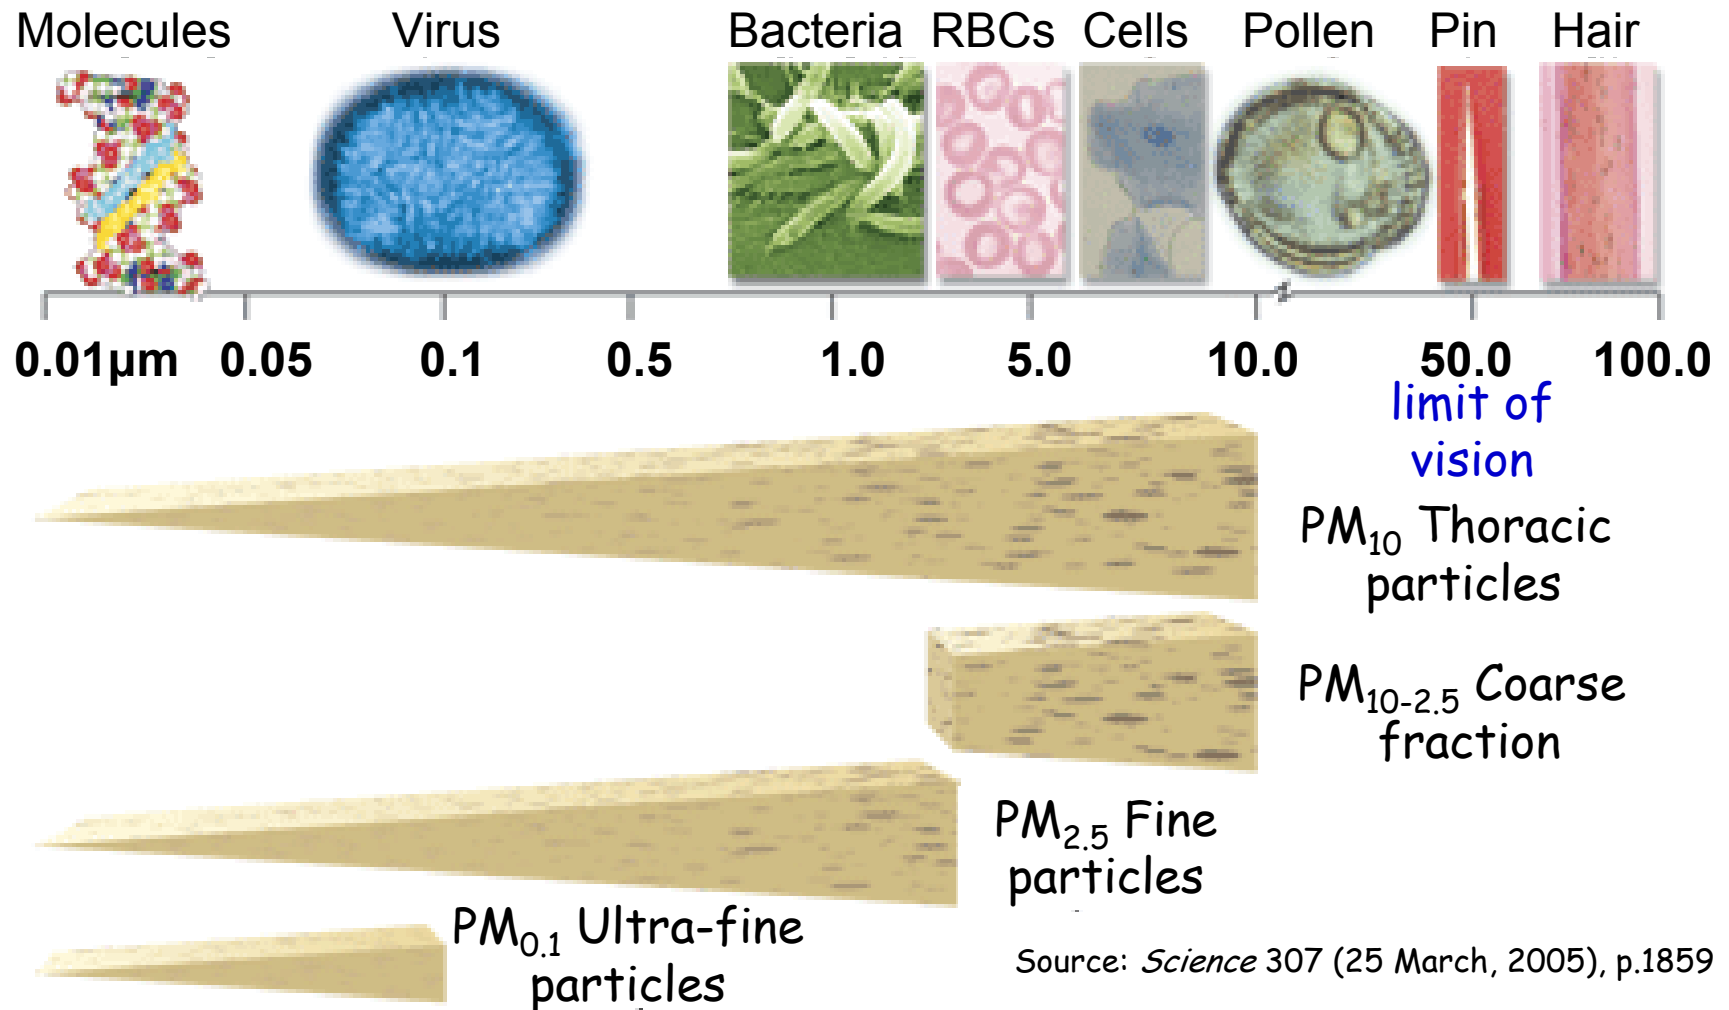 Molecules Virus Bacteria RBCs Cells Pollen Pin Hair
0.01µm 0.05 0.1 0.5 1.0 5.0 10.0 50.0 100.0
limit of
vision
PM10 Thoracic
particles
PM10-2.5 Coarse
fraction
PM2.5 Fine
particles
PM0.1 Ultra-fine
particles
Source: Science 307 (25 March, 2005), p.1859